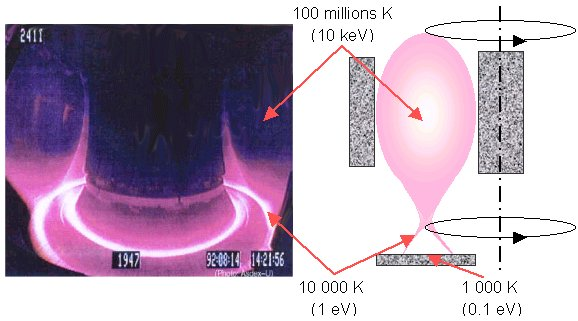 2411
100 millions K
(10 keV)
1947
92-08-14
14:21:56
(Photo: Asdex-U)
10 000 K
(1 eV)
1 000 K
(0.1 eV)